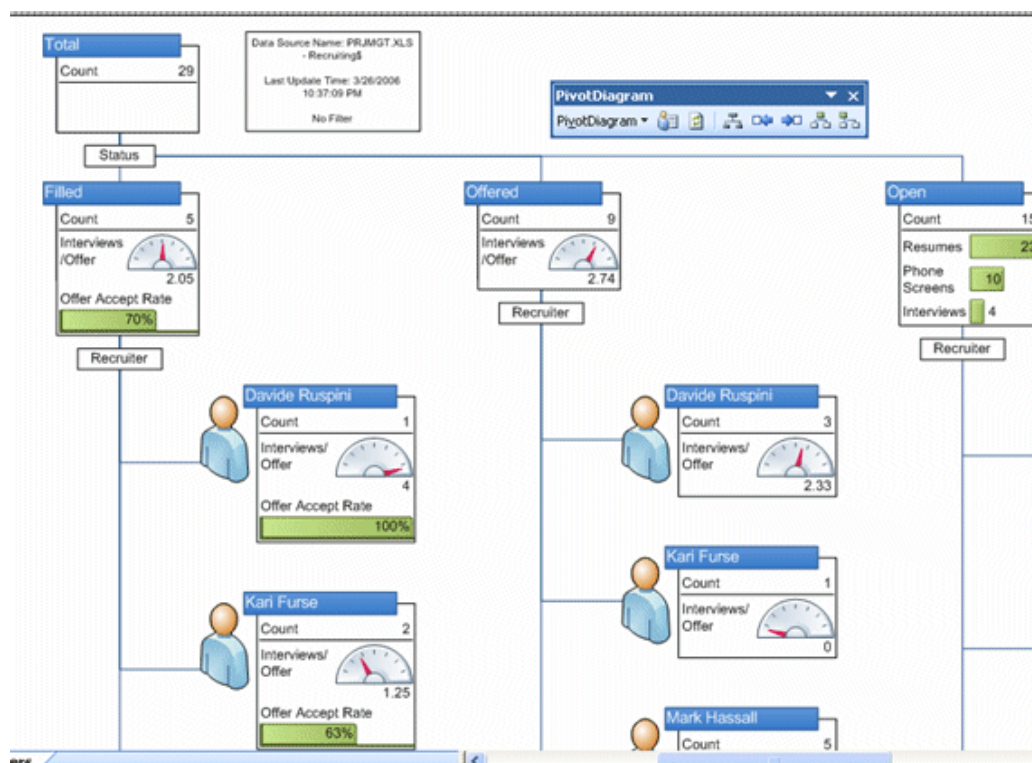 Total
Count 29
Data Source Name: PRJMGT.XLS
- Recruiting$
Last Update Time: 3/26/2006
10:37:09 PM
No Filter
PivotDiagram
PivotDiagram
Status
Filled
Count 5
Interviews
/Offer
2.05
Offer Accept Rate
70%
Recruiter
Offered
Count 9
Interviews
/Offer
2.74
Recruiter
Open
Count
Resumes
Phone
Screens
10
Interviews 4
Recruiter
Davide Ruspini
Count 1
Interviews/
Offer
4
Offer Accept Rate
100%
Kari Furse
Count 2
Interviews/
Offer
1.25
Offer Accept Rate
63%
Davide Ruspini
Count 3
Interviews/
Offer
2.33
Kari Furse
Count 1
Interviews/
Offer
0
Mark Hassall
Count 5